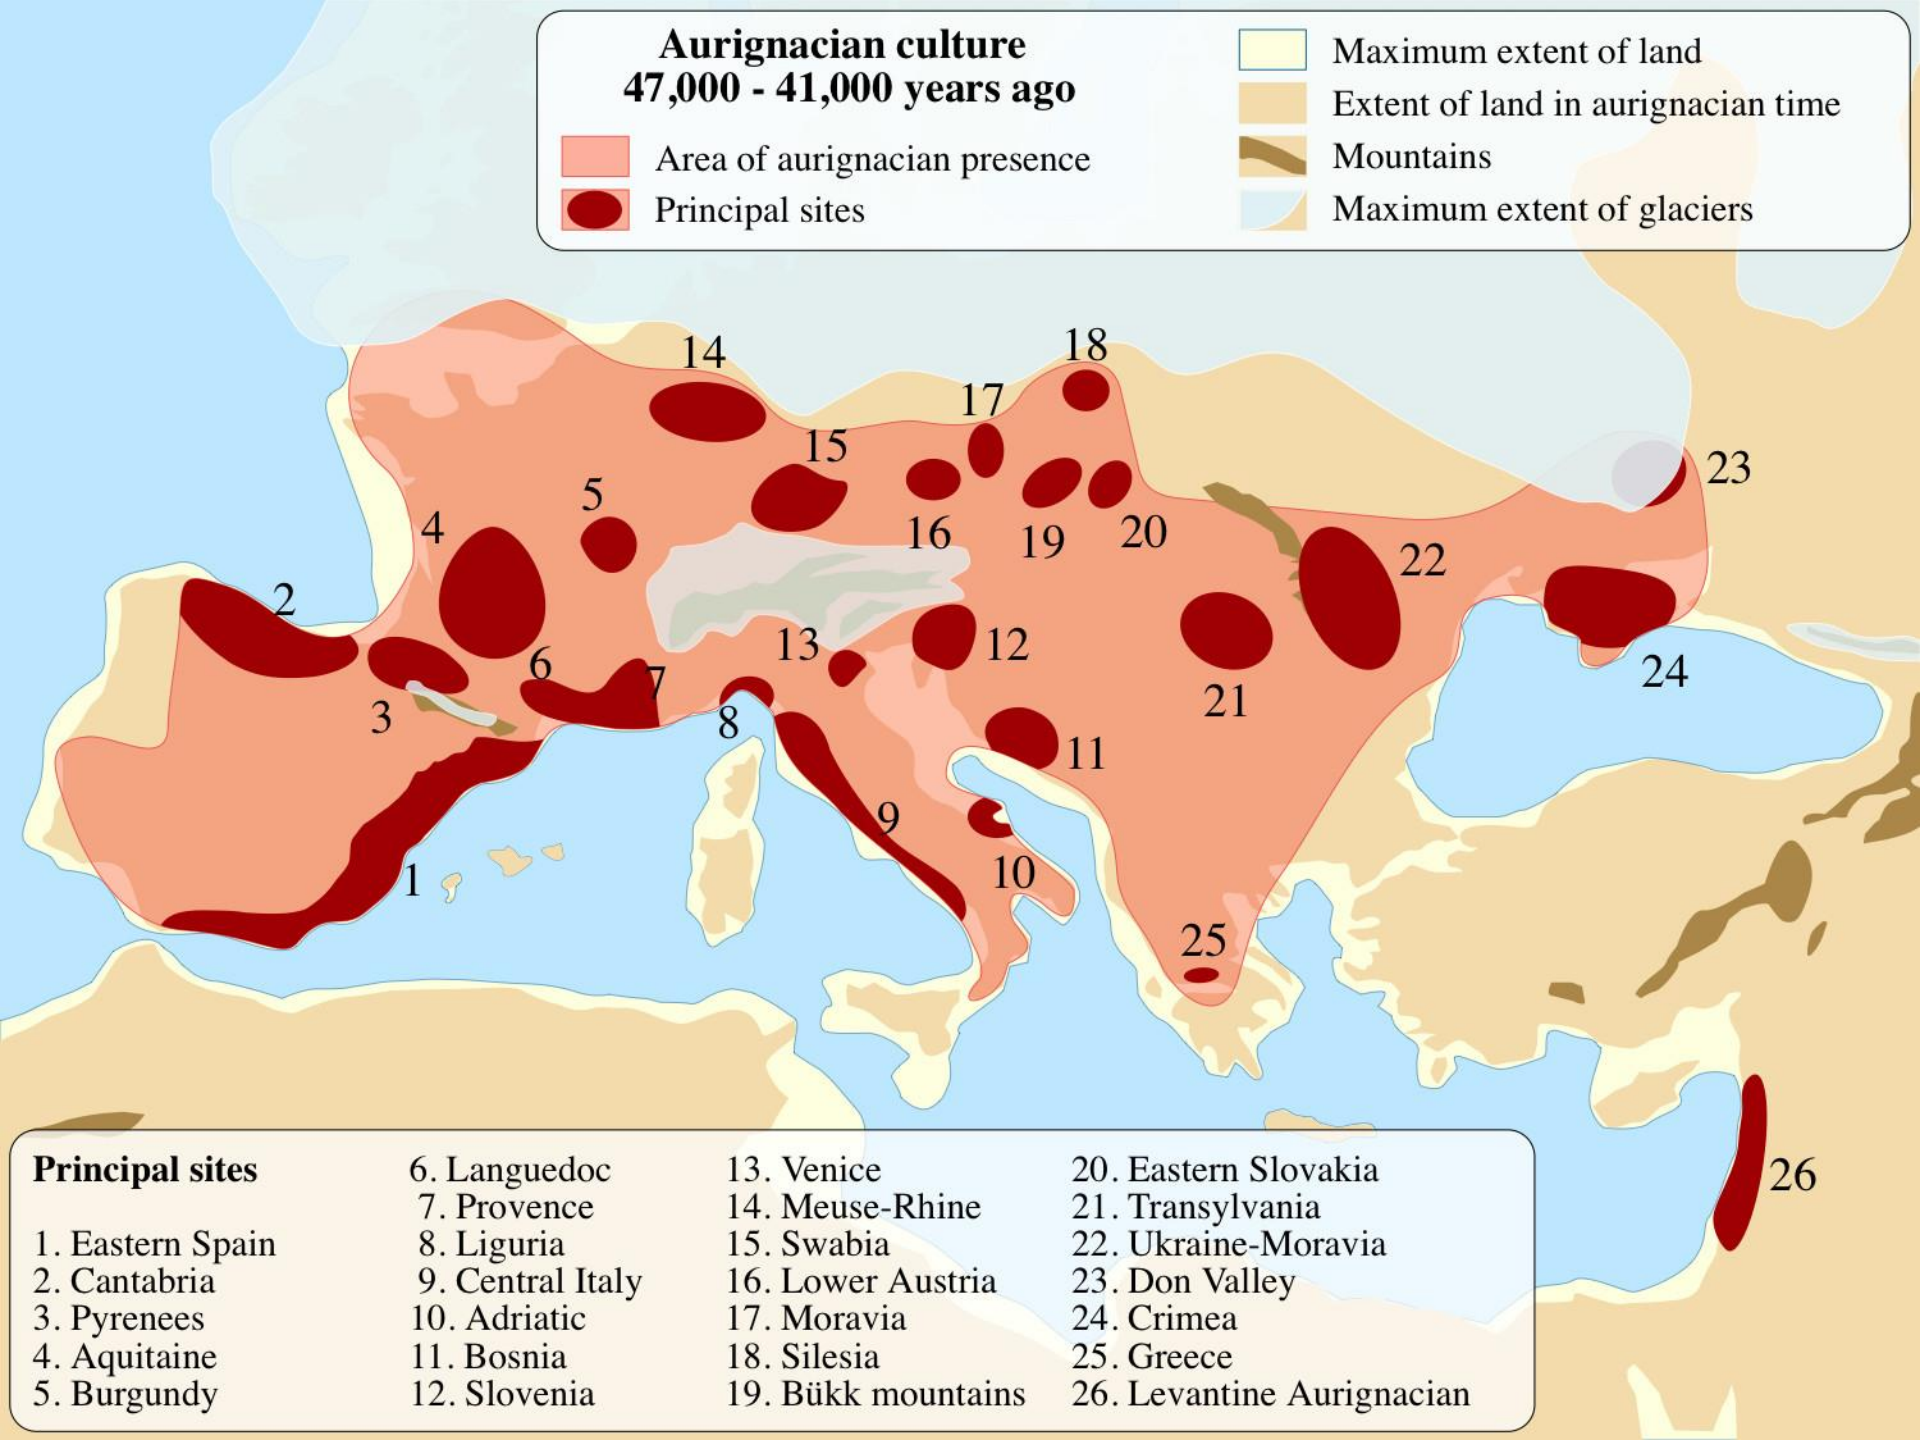 Aurignacian culture
47,000 - 41,000 years ago
Area of aurignacian presence
Principal sites
Maximum extent of land
Extent of land in aurignacian time
Mountains
Maximum extent of glaciers
14
18
17
15
23
5
4
16
19
20
22
2
13
12
6
7
3
8
21
24
11
9
1
10
25
26
Principal sites
1. Eastern Spain
2. Cantabria
3. Pyrenees
4. Aquitaine
5. Burgundy
6. Languedoc
7. Provence
8. Liguria
9. Central Italy
10. Adriatic
11. Bosnia
12. Slovenia
13. Venice
14. Meuse-Rhine
15. Swabia
16. Lower Austria
17. Moravia
18. Silesia
19. Bükk mountains
20. Eastern Slovakia
21. Transylvania
22. Ukraine-Moravia
23. Don Valley
24. Crimea
25. Greece
26. Levantine Aurignacian